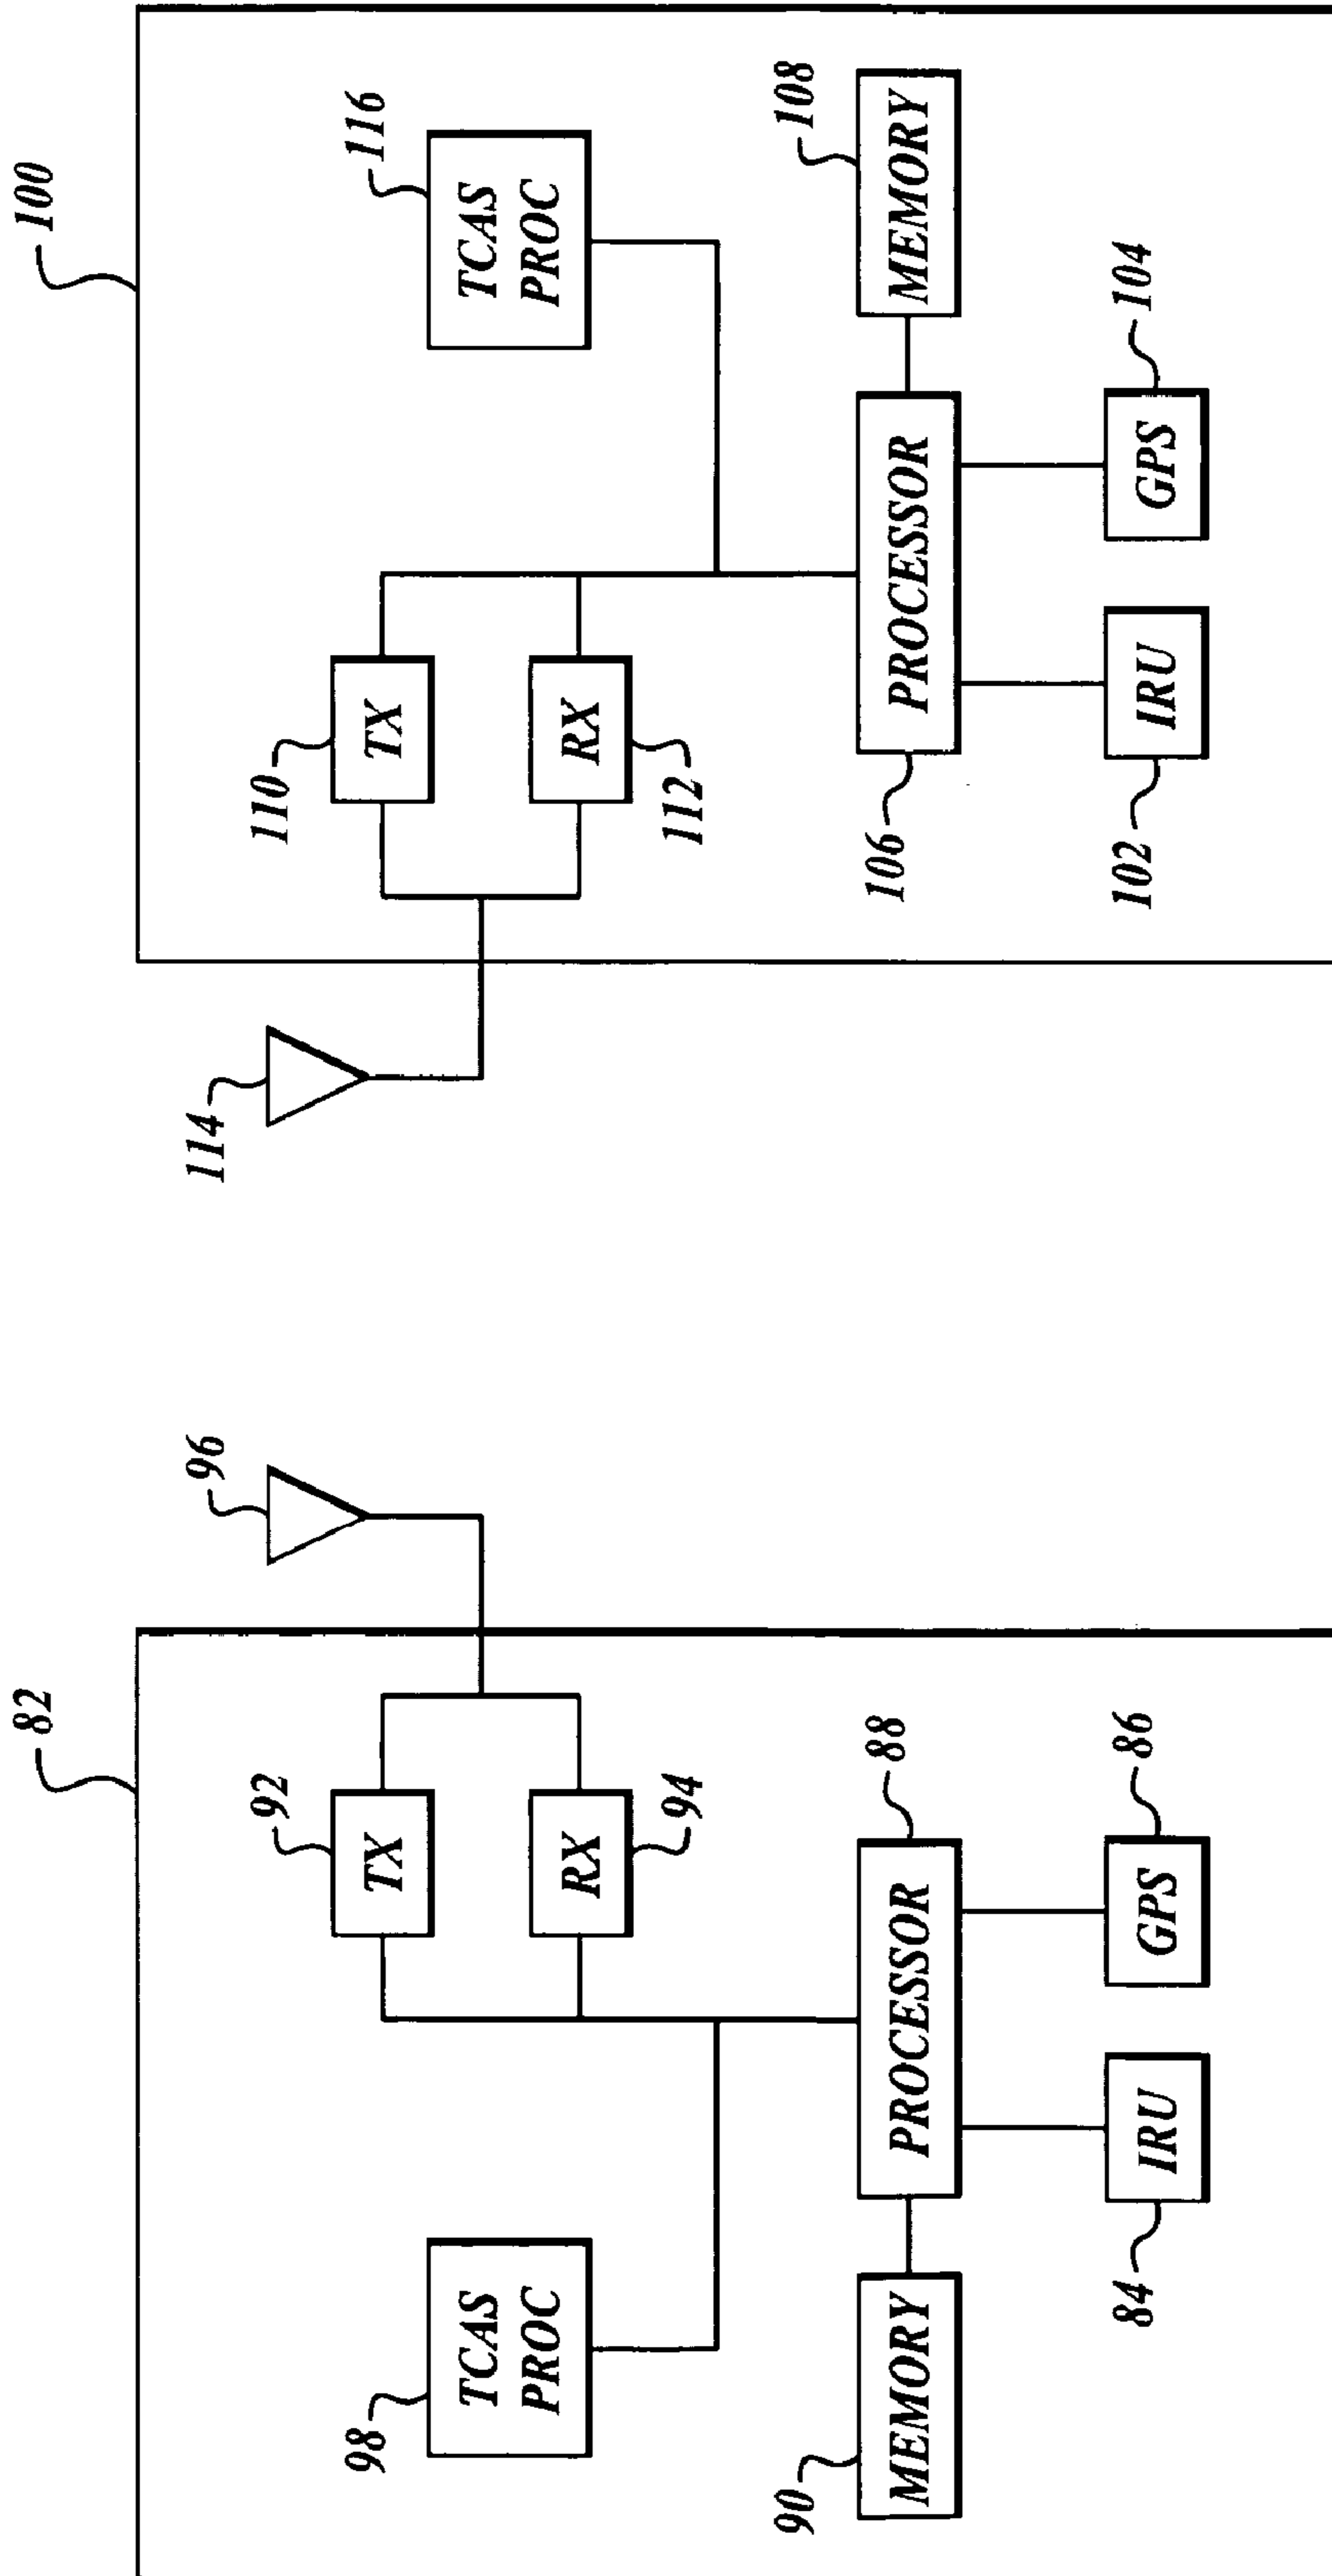 82
98
TCAS
PROC
92
TX
RX
94
96
90
MEMORY
PROCESSOR
88
84
IRU
GPS
86
100
114
110
TX
RX
112
TCAS
PROC
116
106
PROCESSOR
MEMORY
108
102
IRU
GPS
104